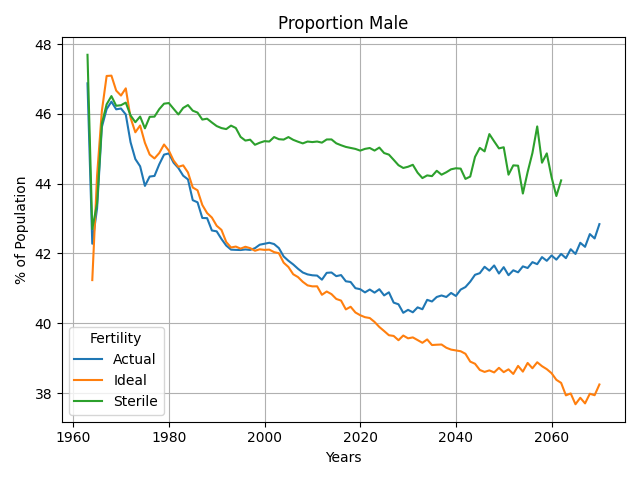 Proportion Male
48
46
44
42
40
38
% of Population
Fertility
Actual
Ideal
Sterile
1960
1980
2000
2020
2040
2060
Years